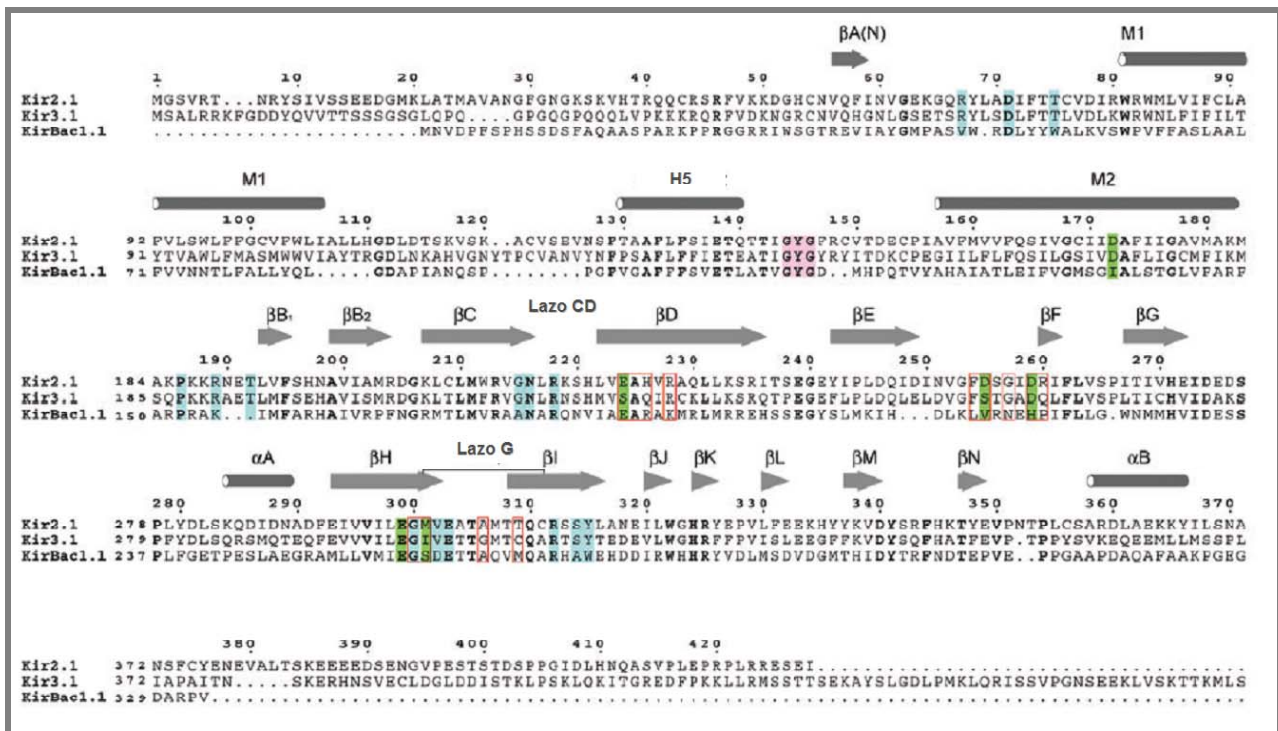 βA(N) M1
1 10 20 30 40 50 60 70 80 90
Kir2.1 MGSVRT...NRYSIVSSEEDGMKLATMAVANGFGNGKSKVHTRQQCRSRFVKKDGHCNVQFINVGEKGQRYLADIFTTCVDIRWRWMLVIFCLA
Kir3.1 MSALRRKFGDDYQVVTTSSSGSGLQPQ....GPGQGPQQQLVPKKKRQRFVDKNGRCNVQHGNLGSETSRYLSDLFTTLVDLKWRWNLFIFILT
KirBac1.1 .......................MNVDPFSPHSSDSFAQAASPARKPPRGGRRIWSGTREVIAYGMPASVW.RDLYYWALKVSWPVFFASLAAL
M1 H5 M2
100 110 120 130 140 150 160 170 180
Kir2.1 92 FVLSWLFFGCVFWLIALLHGDLDTSKVSK..ACVSEVNSFTAAFLFSIETQTTIGYGFRCVTDECPIAVFMVVFQSIVGCIIDAFIIGAVMAKM
Kir3.1 91 YTVAWLFMASMWWVIAYTRGDLNKAHVGNYTPCVANVYNFPSAFLFFIETEATIGYGYRYITDKCPEGIILFLFQSILGSIVDAFLIGCMFIKM
KirBac1.1 71 FVVNNTLFALLYQL.....GDAPIANQSP.....PGFVGAFFFSVETLATVGYGD..MHPQTVYAHAIATLEIFVGMSGIALSTGLVFARF
βB₁ βB₂ βC Lazo CD βD βE βF βG
190 200 210 220 230 240 250 260 270
Kir2.1 184 AKPKKRNETLVFSHNAVIAMRDGKLCLMWRVGNLRKSHLVEAHVRAQLLKSRITSEGEYIPLDQIDINVGFDSGIDRIFLVSPITIVHEIDEDS
Kir3.1 185 SQPKKRAETLMFSEHAVISMRDGKLTLMFRVGNLRNSHMVSAQIRCKLLKSRQTPEGEFLPLDQLELDVGFSTGADQLFLVSPLTICHVIDAKS
KirBac1.1 150 ARPRAK...IMFARHAIVRPFNGRMTLMVRAANARQNVIAEARAKMRLMRREHSSEGYSLMKIH...DLKLVRNEHPIFLLG.WNMMHVIDESS
αA βH Lazo G βI βJ βK βL βM βN αB
280 290 300 310 320 330 340 350 360 370
Kir2.1 278 PLYDLSKQDIDNADFEIVVILEGMVEATAMTTQCRSSYLANEILWGHRYEPVLFEEKHYYKVDYSRFHKTYEVPNTPLCSARDLAEKKYILSNA
Kir3.1 279 PFYDLSQRSMQTEQFEVVVILEGIVETTGMTCQARTSYTEDEVLWGHRFFPVISLEEGFFKVDYSQFHATFEVP.TPPYSVKEQEEMLLMSSPL
KirBac1.1 237 PLFGETPESLAEGRAMLLVMIEGSDETTAQVMQARHAWEHDDIRWHHRYVDLMSDVDGMTHIDYTRFNDTEPVE..PPGAAPDAQAFAAKPGEG
380 390 400 410 420
Kir2.1 372 NSFCYENEVALTSKEEEEDSENGVPESTSTDSPPGIDLHNQASVPLEPRPLRRESEI.....................................
Kir3.1 372 IAPAITN.....SKERHNSVECLDGLDDISTKLPSKLQKITGREDFPKKLLRMSSTTSEKAYSLGDLPMKLQRISSVPGNSEEKLVSKTTKMLS
KirBac1.1 329 DARPV.........................................................................................